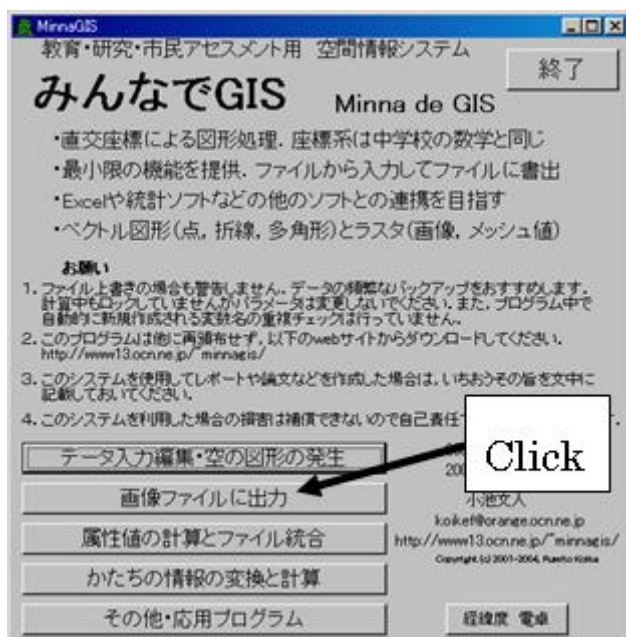 MinnaGIS
教育・研究・市民アセスメント用 空間情報システム
終了
みんなでGIS Minna de GIS
・直交座標による図形処理. 座標系は中学校の数学と同じ
・最小限の機能を提供. ファイルから入力してファイルに書出
・Excelや統計ソフトなどの他のソフトとの連携を目指す
・ベクトル図形(点, 折線, 多角形)とラスタ(画像, メッシュ値)
お願い
1. ファイル上書きの場合も警告しません. データの頻繁なバックアップをおすすめします.
計算中もロックしていませんがパラメータは変更しないでください. また, プログラム中で
自動的に新規作成される変数名の重複チェックは行っていません.
2. このプログラムは他に再頒布せず, 以下のwebサイトからダウンロードしてください.
http://www13.ocn.ne.jp/~minnagis/
3. このシステムを使用してレポートや論文などを作成した場合は, いちおうその旨を文中に
記載しておいてください.
4. このシステムを利用した場合の損害は補償できないので自己責任で
Click
データ入力編集・空の図形の発生
画像ファイルに出力
小池文人
koikef@orange.ocn.ne.jp
属性値の計算とファイル統合
http://www13.ocn.ne.jp/~minnagis/
Copyright, (c) 2001-2004, Fumito Koike
かたちの情報の変換と計算
その他・応用プログラム
経緯度 電卓